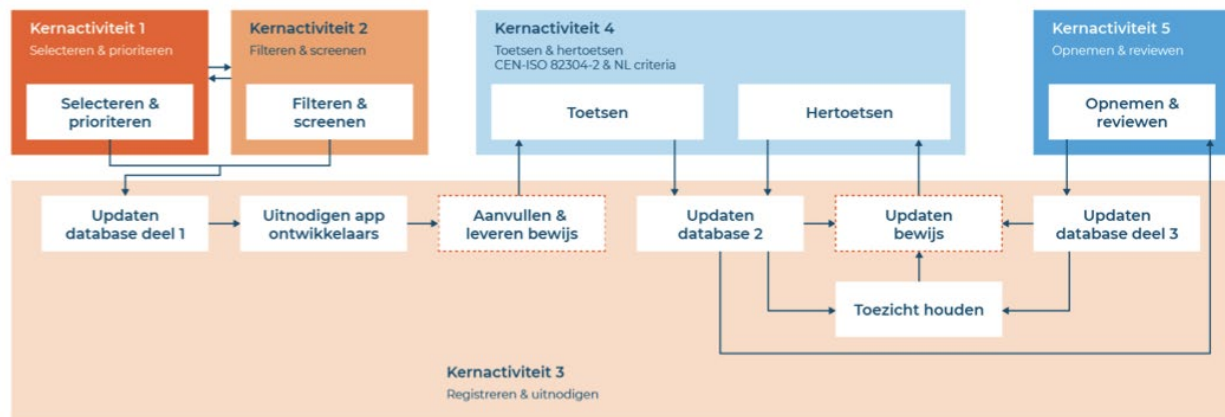 Kernactiviteit 1
Selecteren & prioriteren
Selecteren &
prioriteren
Kernactiviteit 2
Filteren & screenen
Filteren &
screenen
Kernactiviteit 4
Toetsen & hertoetsen
CEN-ISO 82304-2 & NL criteria
Toetsen
Hertoetsen
Kernactiviteit 5
Opnemen & reviewen
Opnemen &
reviewen
Updaten
database deel 1
Uitnodigen app
ontwikkelaars
Aanvullen &
leveren bewijs
Updaten
database 2
Updaten
bewijs
Updaten
database deel 3
Toezicht houden
Kernactiviteit 3
Registreren & uitnodigen